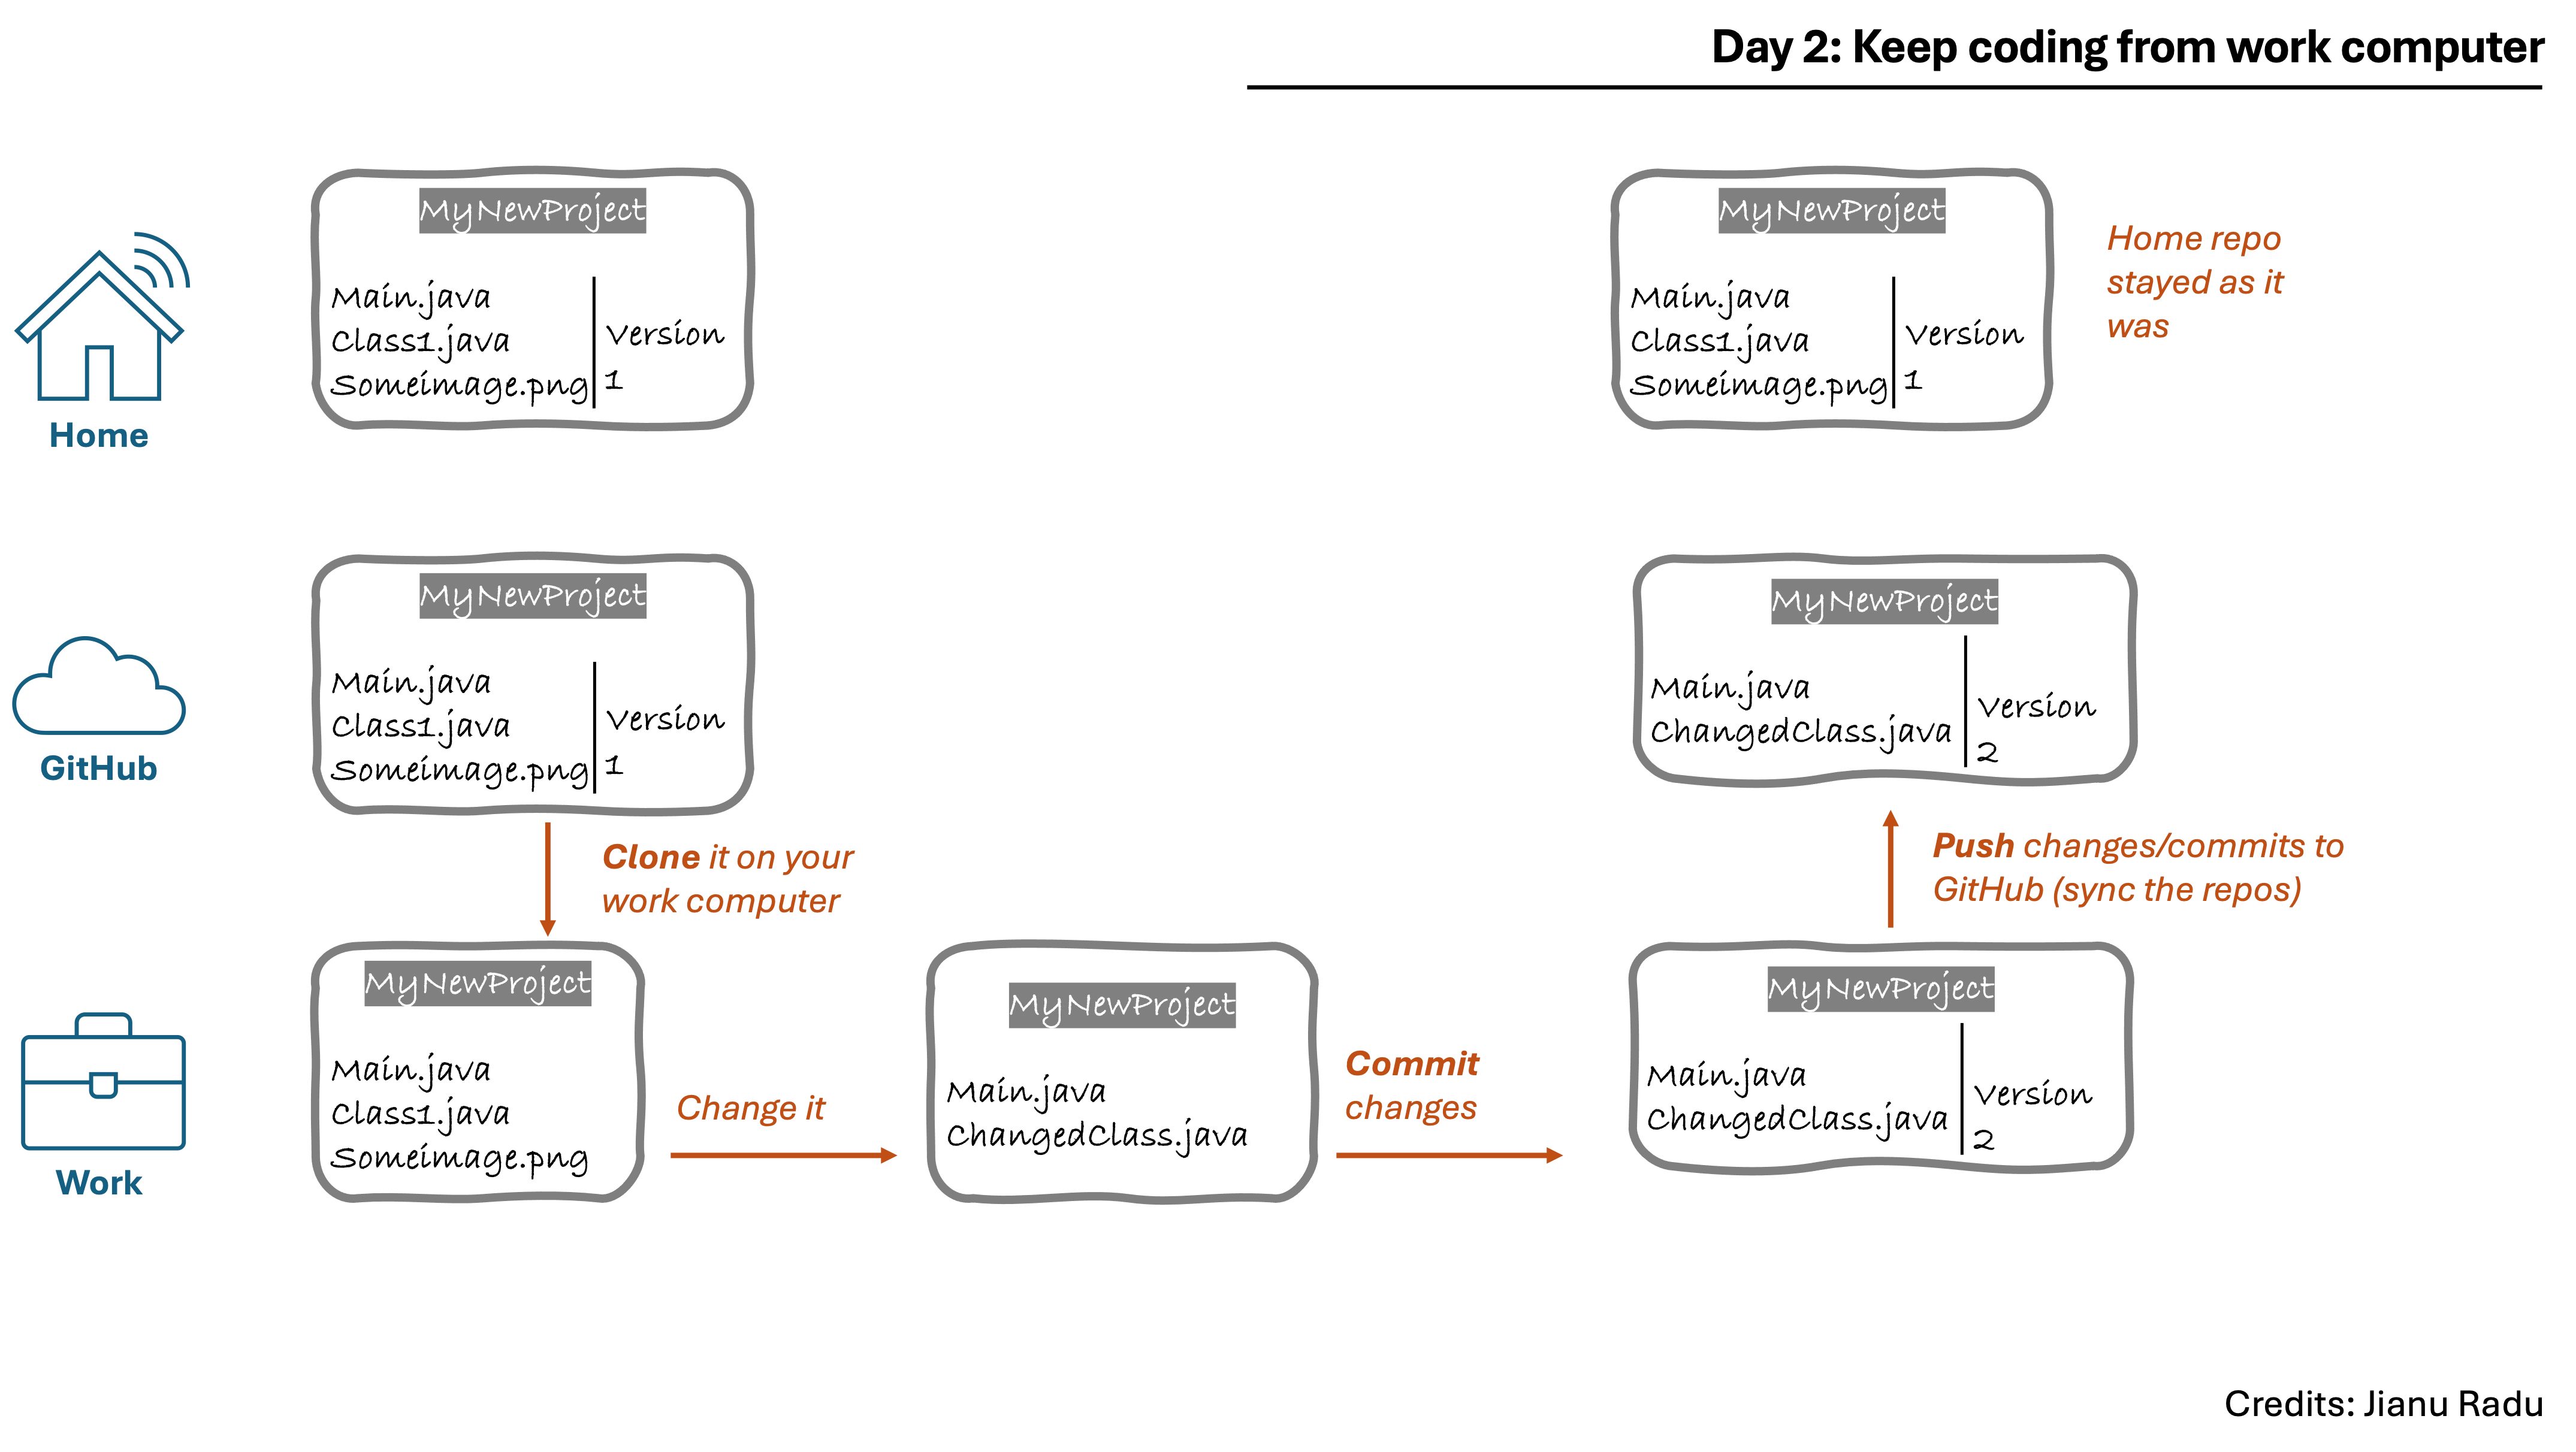 Day 2: Keep coding from work computer
Home
MyNewProject
Main.java
Class1.java
Someimage.png
Version
1
MyNewProject
Main.java
Class1.java
Someimage.png
Version
1
Home repo
stayed as it
was
GitHub
MyNewProject
Main.java
Class1.java
Someimage.png
Version
1
MyNewProject
Main.java
ChangedClass.java
Version
2
Clone it on your
work computer
Push changes/commits to
GitHub (sync the repos)
Work
MyNewProject
Main.java
Class1.java
Someimage.png
Change it
MyNewProject
Main.java
ChangedClass.java
Commit
changes
MyNewProject
Main.java
ChangedClass.java
Version
2
Credits: Jianu Radu